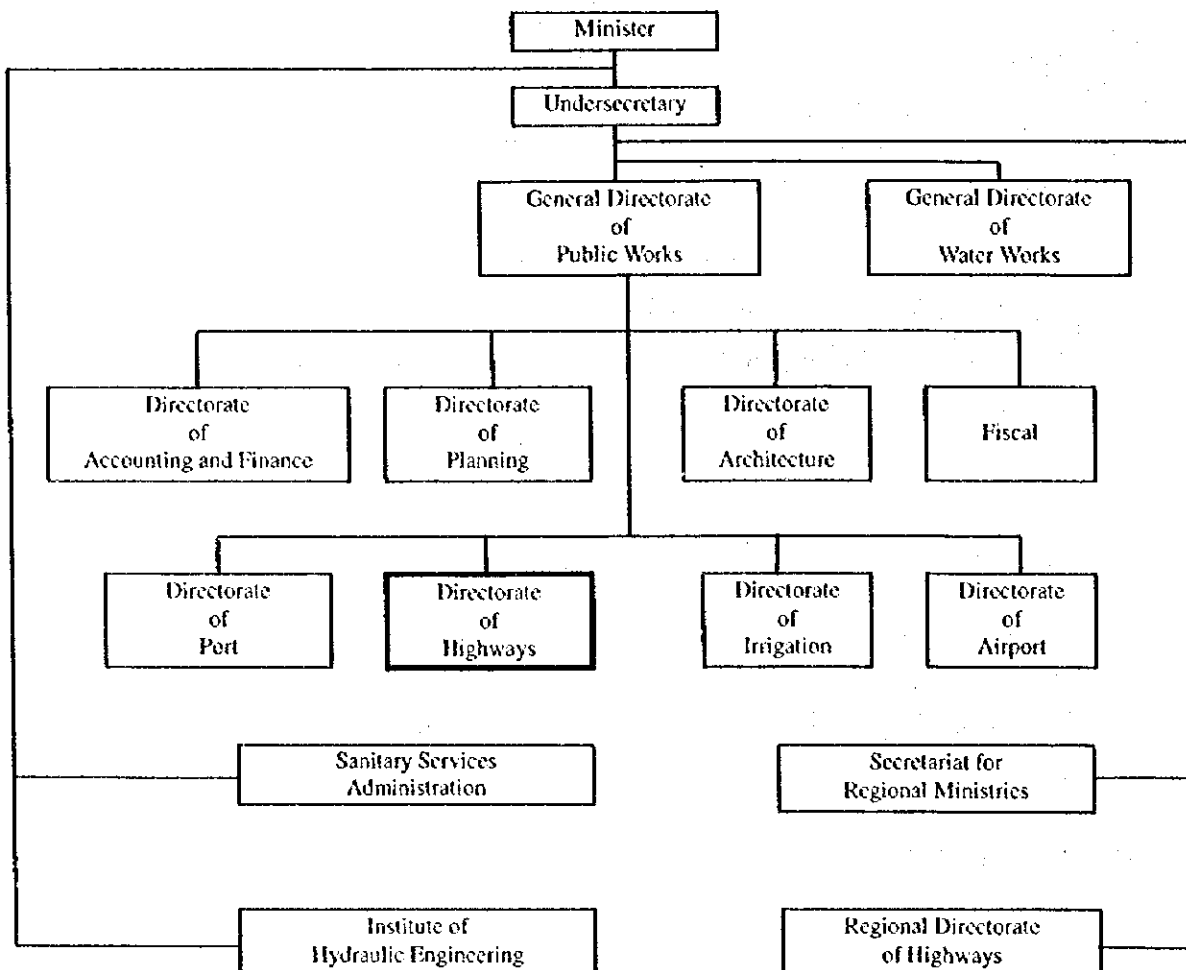 Minister
Undersecretary
General Directorate
of
Public Works
General Directorate
of
Water Works
Directorate
of
Accounting and Finance
Directorate
of
Planning
Directorate
of
Architecture
Fiscal
Directorate
of
Port
Directorate
of
Highways
Directorate
of
Irrigation
Directorate
of
Airport
Sanitary Services
Administration
Secretariat for
Regional Ministries
Institute of
Hydraulic Engineering
Regional Directorate
of Highways